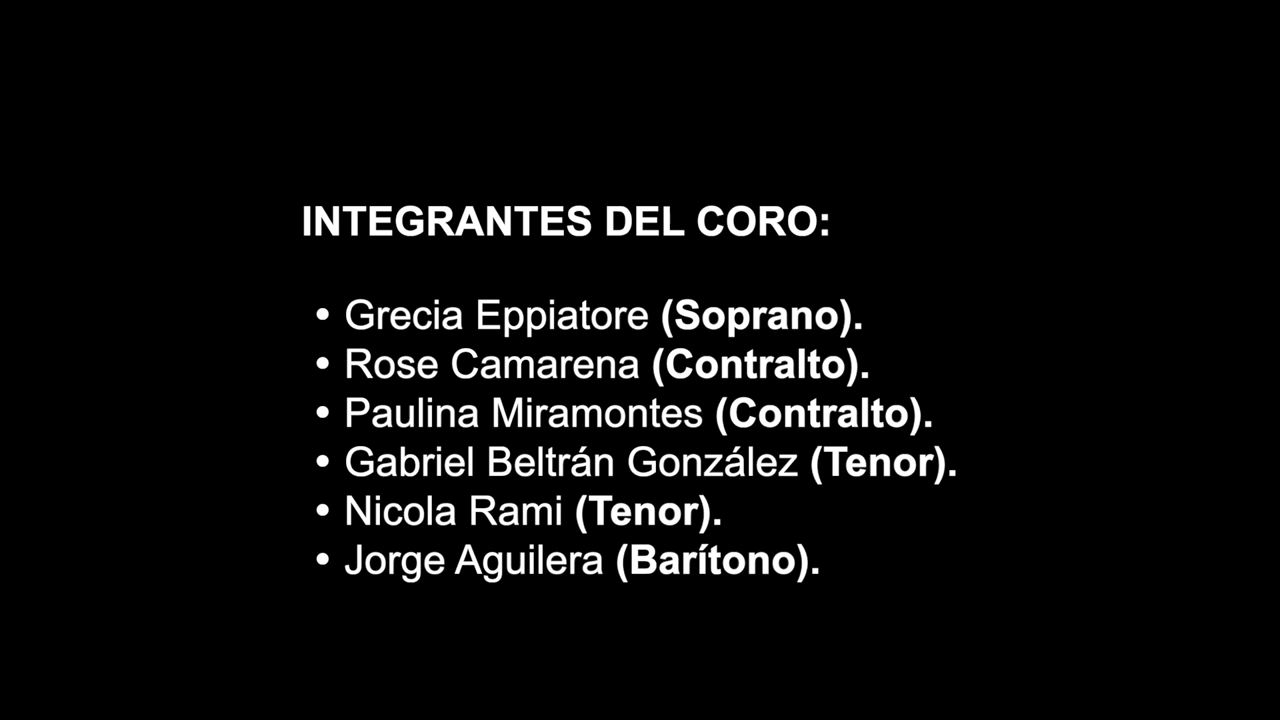 INTEGRANTES DEL CORO:
• Grecia Eppiatore (Soprano).
• Rose Camarena (Contralto).
• Paulina Miramontes (Contralto).
• Gabriel Beltrán González (Tenor).
• Nicola Rami (Tenor).
• Jorge Aguilera (Barítono).